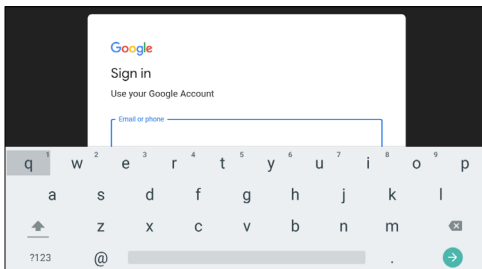 Google
Sign in
Use your Google Account
Email or phone
q 1 w 2 e 3 r 4 t 5 y 6 u 7 i 8 o 9 p
a s d f g h j k l
z x c v b n m
?123 @ .